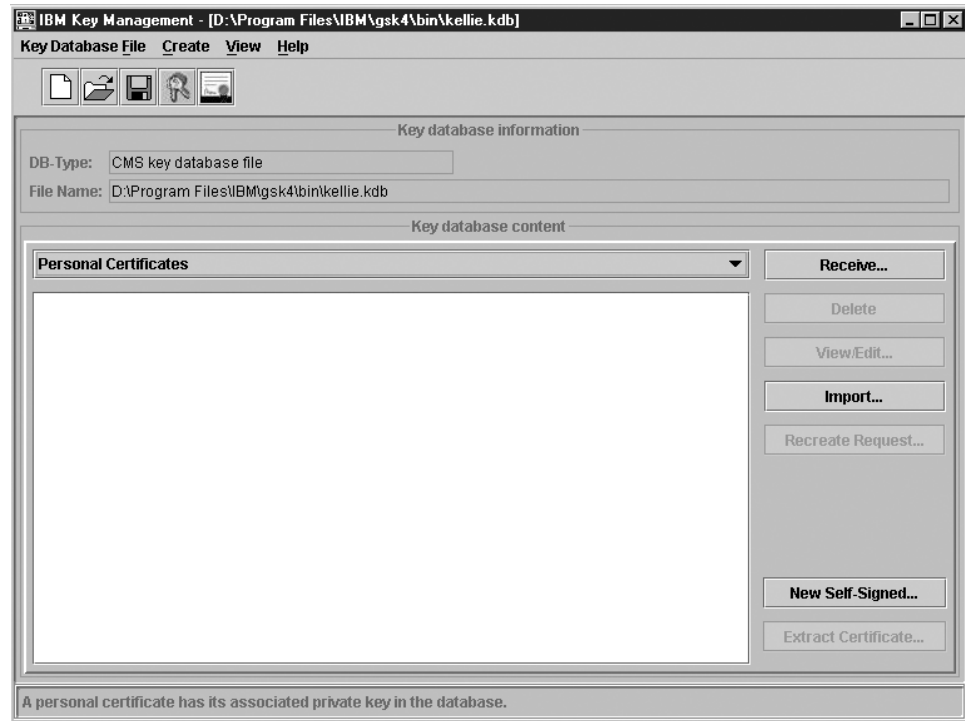 IBM Key Management - [D:\Program Files\IBM\gsk4\bin\kellie.kdb]
Key Database File Create View Help
Key database information
DB-Type: CMS key database file
File Name: D:\Program Files\IBM\gsk4\bin\kellie.kdb
Key database content
Personal Certificates
Receive...
Delete
View/Edit...
Import...
Recreate Request...
New Self-Signed...
Extract Certificate...
A personal certificate has its associated private key in the database.